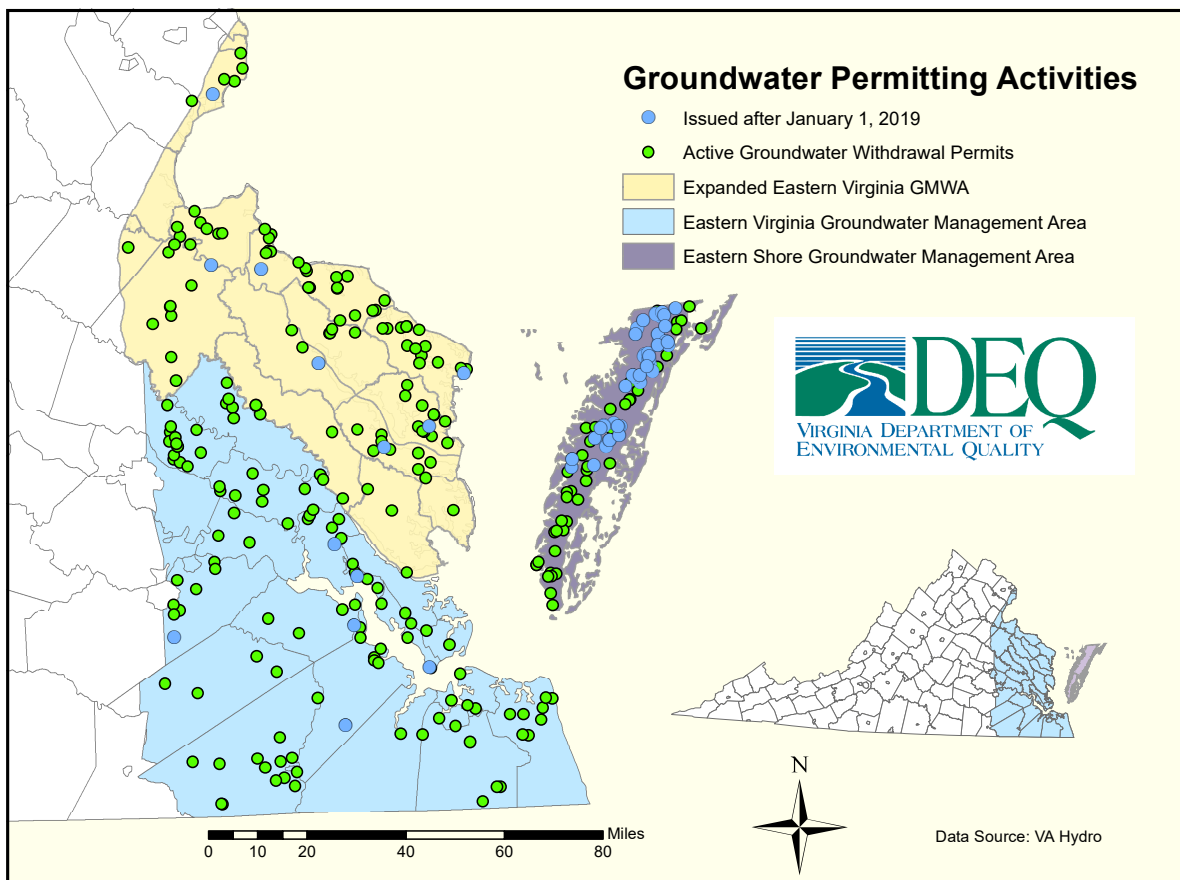 Groundwater Permitting Activities
Issued after January 1, 2019
Active Groundwater Withdrawal Permits
Expanded Eastern Virginia GMWA
Eastern Virginia Groundwater Management Area
Eastern Shore Groundwater Management Area
DEQ
VIRGINIA DEPARTMENT OF
ENVIRONMENTAL QUALITY
N
Miles
0 10 20 40 60 80
Data Source: VA Hydro